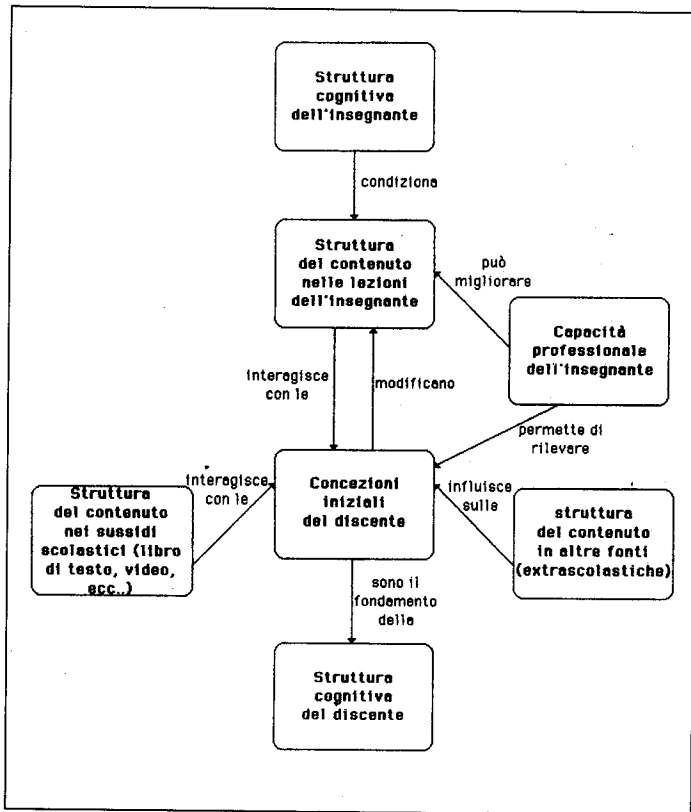 Struttura
cognitiva
dell'insegnante
condiziona
Struttura
del contenuto
nelle lezioni
dell'insegnante
può
migliorare
Capacità
professionale
dell'insegnante
interagisce
con le
modificano
permette di
rilevare
Concezioni
iniziali
del discente
interagisce
con le
influisce
sulle
Struttura
del contenuto
nei sussidi
scolastici (libro
di testo, video,
ecc..)
struttura
del contenuto
in altre fonti
(extrascolastiche)
sono il
fondamento
della
Struttura
cognitiva
del discente